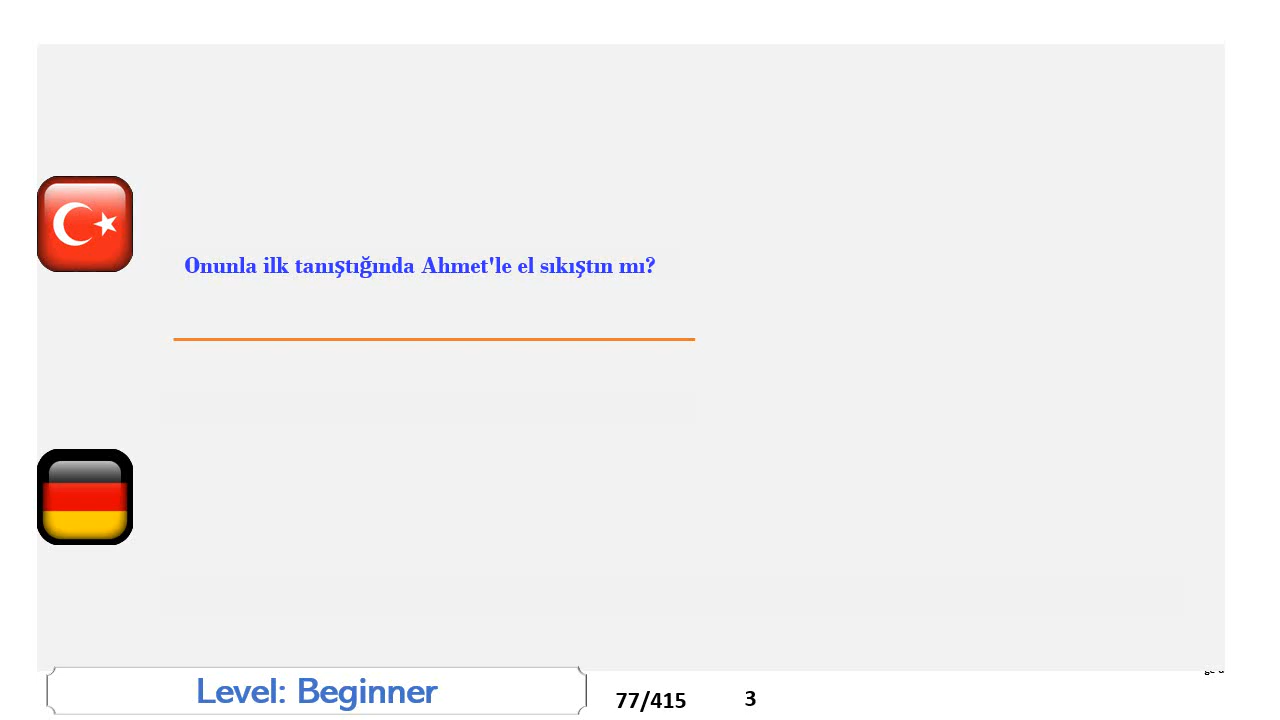 Onunla ilk tanıştığında Ahmet'le el sıkıştın mı?
Level: Beginner
77/415
3